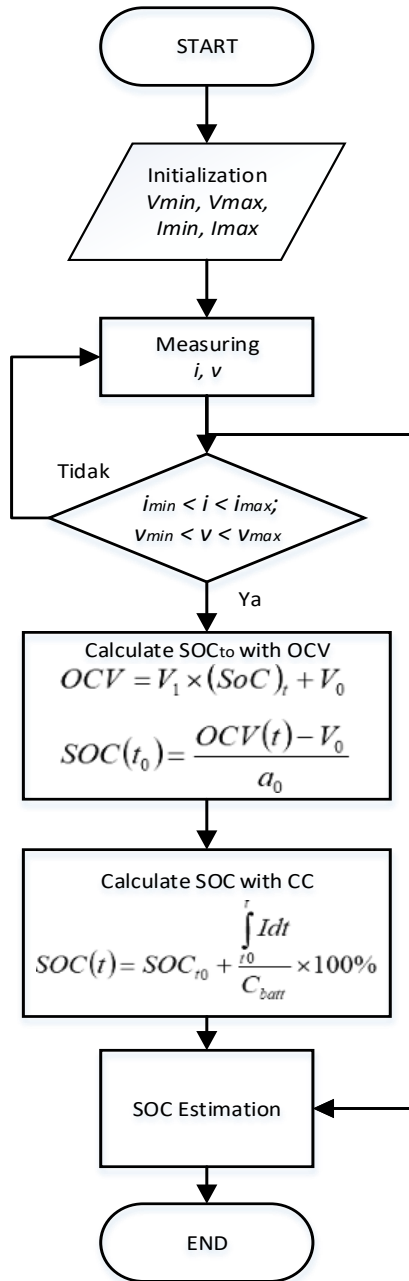 START
Initialization
Vmin, Vmax,
Imin, Imax
Measuring
i, v
Tidak
imin < i < imax;
vmin < v < vmax
Ya
Calculate SOCto with OCV
OCV = V₁ × (SoC)ₜ + V₀
SOC(t₀) = (OCV(t) − V₀) / a₀
Calculate SOC with CC
SOC(t) = SOCₜ₀ + (∫ₜ₀^τ Idt) / C_batt × 100%
SOC Estimation
END